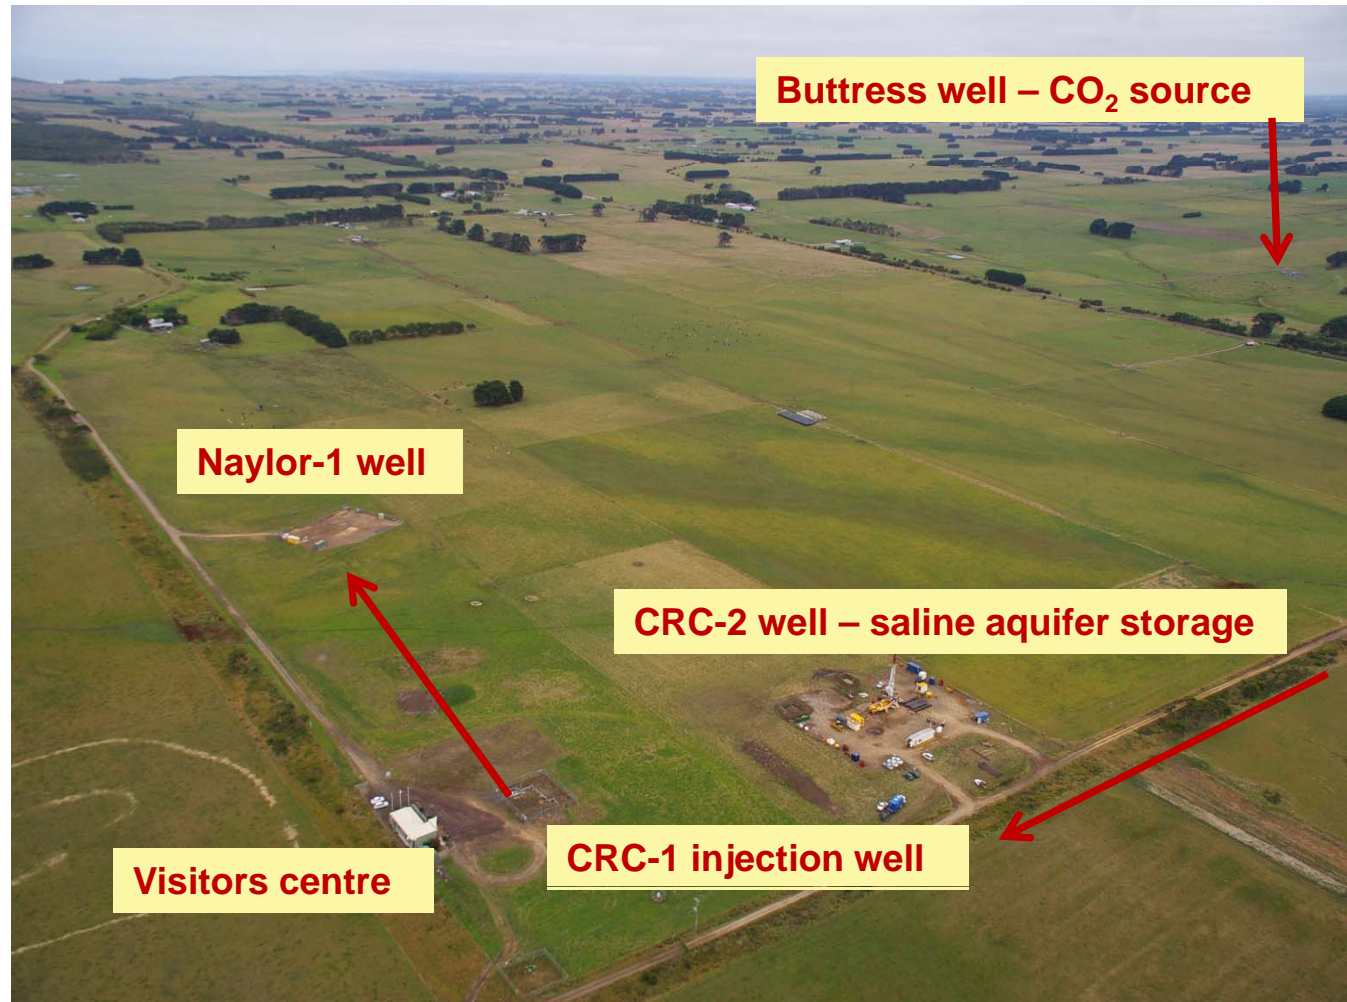 Buttress well – CO₂ source
Naylor-1 well
CRC-2 well – saline aquifer storage
CRC-1 injection well
Visitors centre